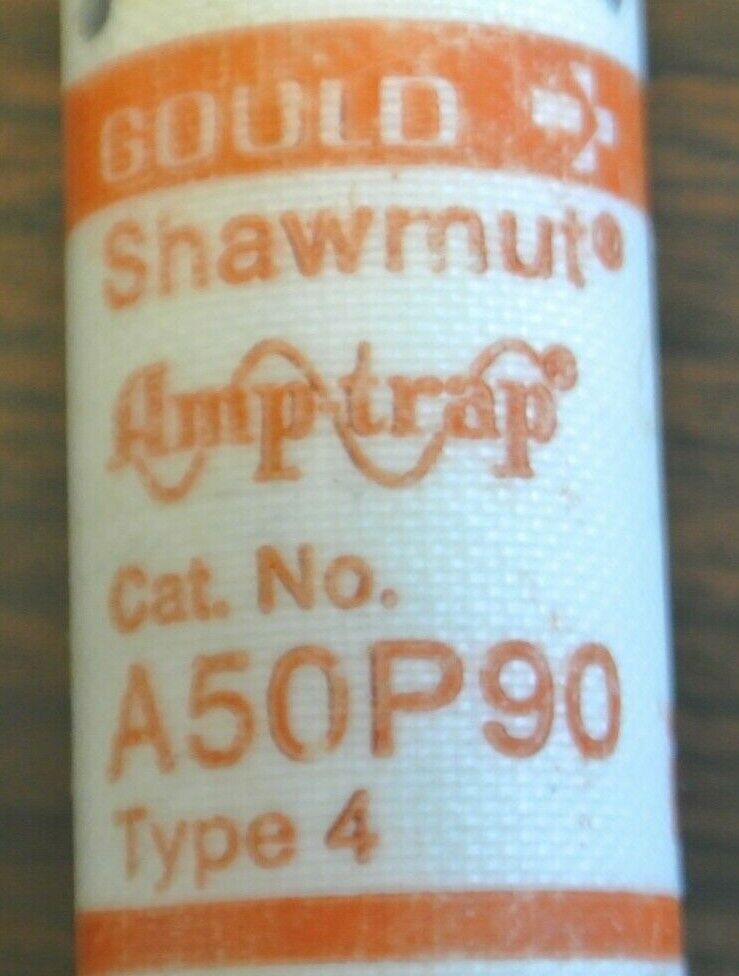 GOULD
Shawmut®
Amp-trap®
Cat. No.
A50P90
Type 4